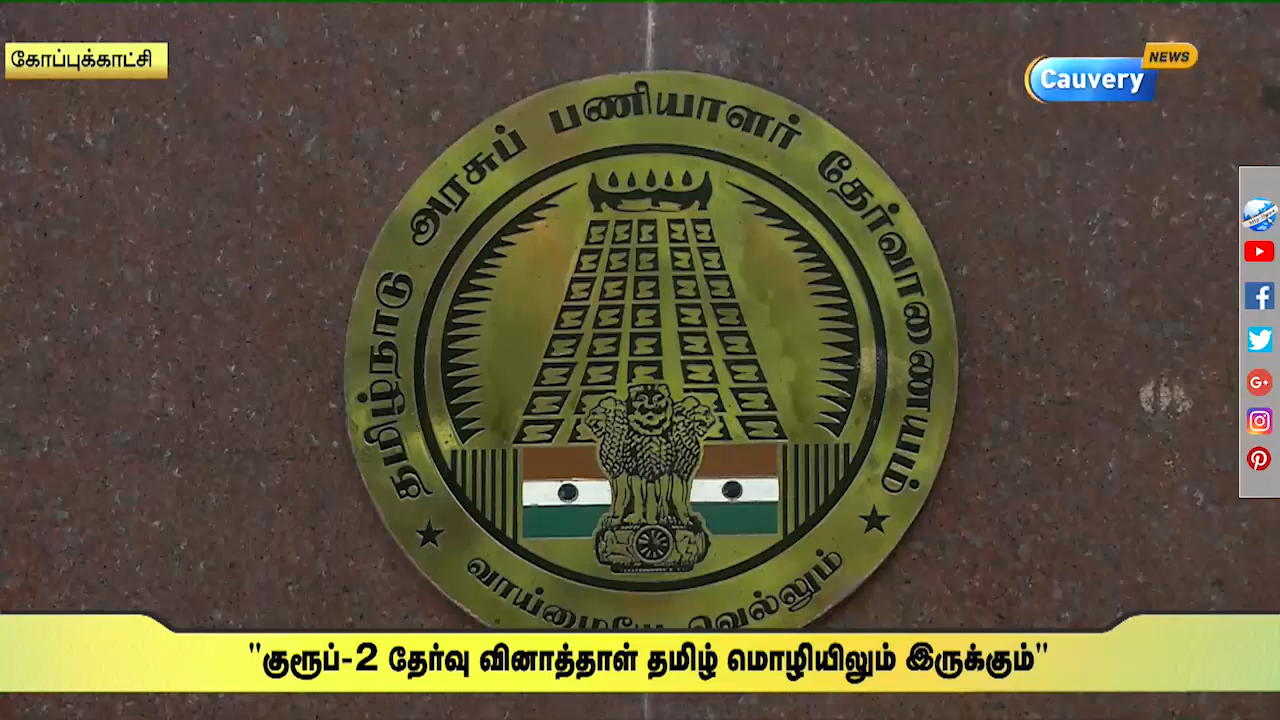 கோப்புக்காட்சி
Cauvery NEWS
தமிழ்நாடு அரசுப் பணியாளர் தேர்வாணையம்
வாய்மையே வெல்லும்
"குரூப்-2 தேர்வு வினாத்தாள் தமிழ் மொழியிலும் இருக்கும்"